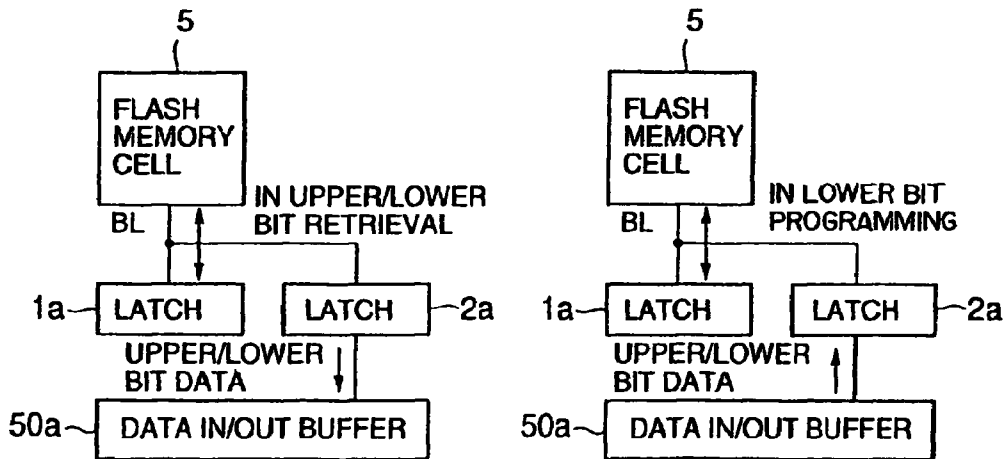 5
FLASH
MEMORY
CELL
BL
IN UPPER/LOWER
BIT RETRIEVAL
1a
LATCH
LATCH
2a
UPPER/LOWER
BIT DATA
50a
DATA IN/OUT BUFFER
5
FLASH
MEMORY
CELL
BL
IN LOWER BIT
PROGRAMMING
1a
LATCH
LATCH
2a
UPPER/LOWER
BIT DATA
50a
DATA IN/OUT BUFFER